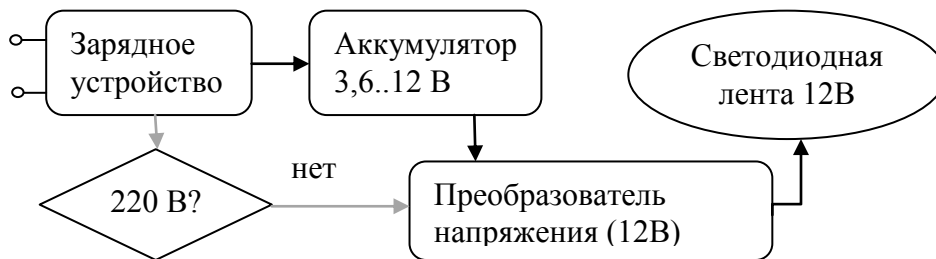 Зарядное
устройство
Аккумулятор
3,6..12 В
Светодиодная
лента 12В
220 В?
нет
Преобразователь
напряжения (12В)